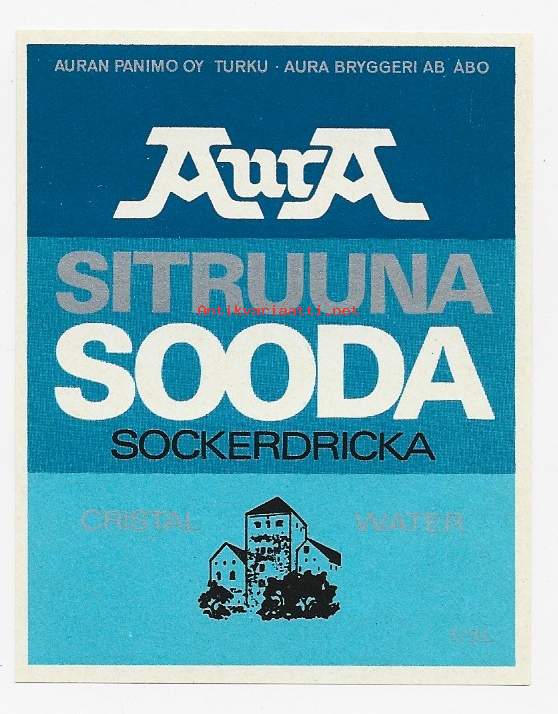 AURAN PANIMO OY TURKU · AURA BRYGGERI AB ÅBO
AurA
SITRUUNA
Antikvariaatti.net
SOODA
SOCKERDRICKA
CRISTAL WATER